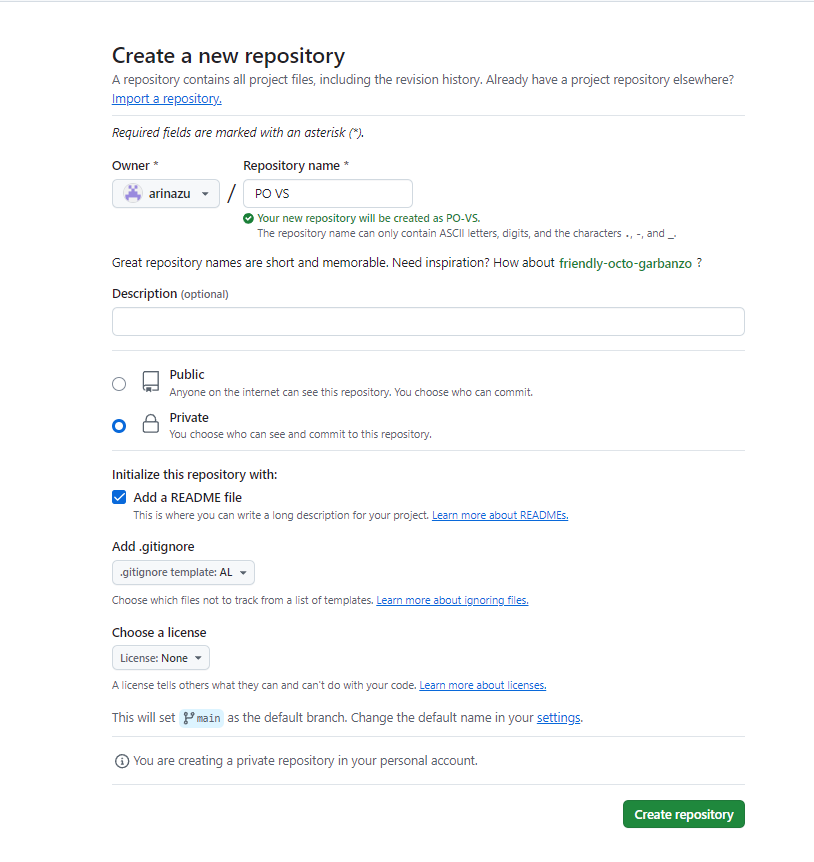 Create a new repository
A repository contains all project files, including the revision history. Already have a project repository elsewhere?
Import a repository.
Required fields are marked with an asterisk (*).
Owner * Repository name *
arinazu / PO VS
Your new repository will be created as PO-VS.
The repository name can only contain ASCII letters, digits, and the characters ., -, and _.
Great repository names are short and memorable. Need inspiration? How about friendly-octo-garbanzo ?
Description (optional)
Public
Anyone on the internet can see this repository. You choose who can commit.
Private
You choose who can see and commit to this repository.
Initialize this repository with:
Add a README file
This is where you can write a long description for your project. Learn more about READMEs.
Add .gitignore
.gitignore template: AL
Choose which files not to track from a list of templates. Learn more about ignoring files.
Choose a license
License: None
A license tells others what they can and can't do with your code. Learn more about licenses.
This will set main as the default branch. Change the default name in your settings.
You are creating a private repository in your personal account.
Create repository